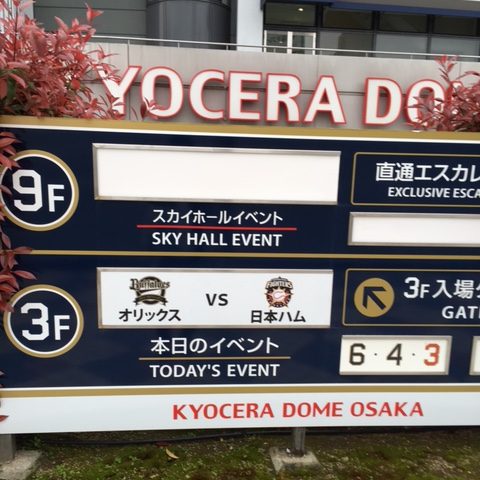 KYOCERA DO
9F
直通エスカレ
EXCLUSIVE ESCA
スカイホールイベント
SKY HALL EVENT
3F
Buffaloes
オリックス
VS
FIGHTERS
日本ハム
3F入場
GAT
本日のイベント
TODAY'S EVENT
6・4・3
KYOCERA DOME OSAKA